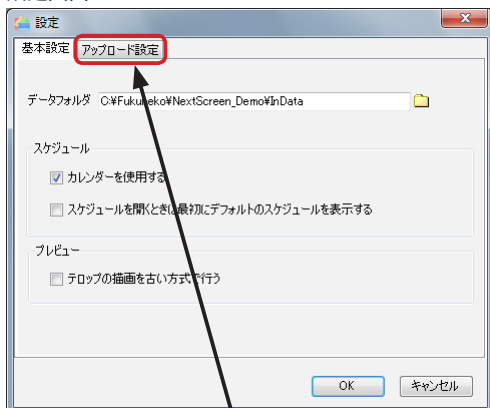 設定
基本設定 アップロード設定
データフォルダ C:¥Fukuneko¥NextScreen_Demo¥InData
スケジュール
カレンダーを使用する
スケジュールを開くときは最初にデフォルトのスケジュールを表示する
プレビュー
テロップの描画を古い方式で行う
OK キャンセル